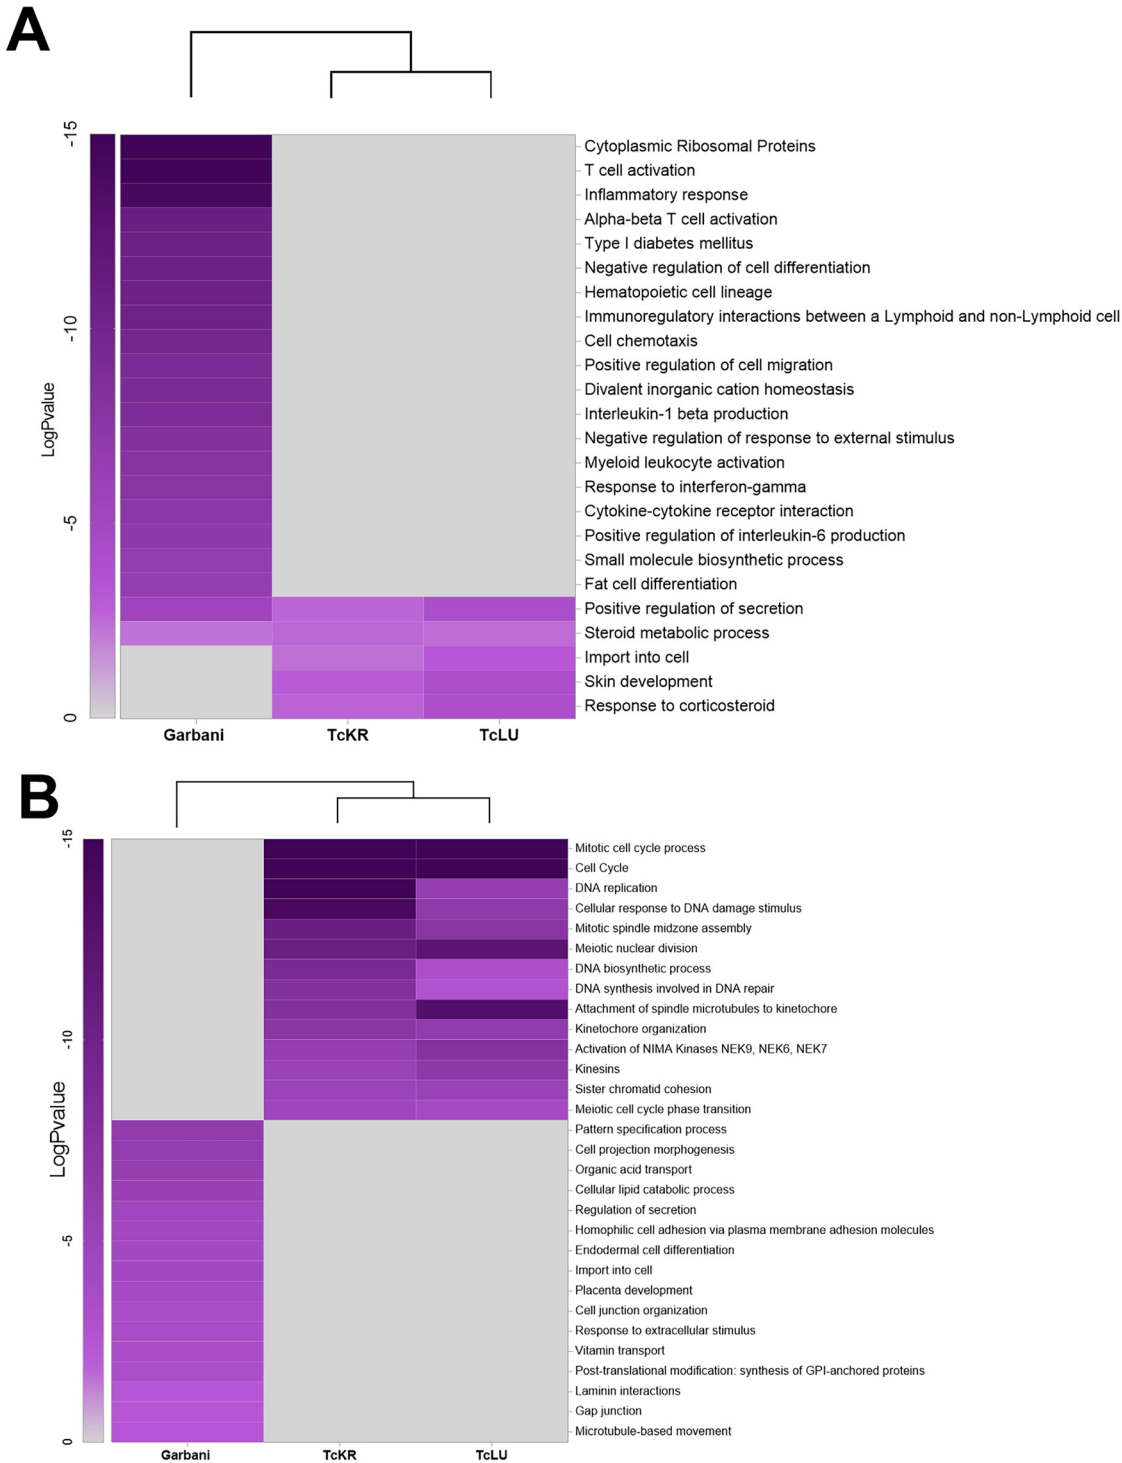 A
-15
-10
-5
0
LogPvalue
Cytoplasmic Ribosomal Proteins
T cell activation
Inflammatory response
Alpha-beta T cell activation
Type I diabetes mellitus
Negative regulation of cell differentiation
Hematopoietic cell lineage
Immunoregulatory interactions between a Lymphoid and non-Lymphoid cell
Cell chemotaxis
Positive regulation of cell migration
Divalent inorganic cation homeostasis
Interleukin-1 beta production
Negative regulation of response to external stimulus
Myeloid leukocyte activation
Response to interferon-gamma
Cytokine-cytokine receptor interaction
Positive regulation of interleukin-6 production
Small molecule biosynthetic process
Fat cell differentiation
Positive regulation of secretion
Steroid metabolic process
Import into cell
Skin development
Response to corticosteroid
Garbani TcKR TcLU
B
-15
-10
-5
0
LogPvalue
Mitotic cell cycle process
Cell Cycle
DNA replication
Cellular response to DNA damage stimulus
Mitotic spindle midzone assembly
Meiotic nuclear division
DNA biosynthetic process
DNA synthesis involved in DNA repair
Attachment of spindle microtubules to kinetochore
Kinetochore organization
Activation of NIMA Kinases NEK9, NEK6, NEK7
Kinesins
Sister chromatid cohesion
Meiotic cell cycle phase transition
Pattern specification process
Cell projection morphogenesis
Organic acid transport
Cellular lipid catabolic process
Regulation of secretion
Homophilic cell adhesion via plasma membrane adhesion molecules
Endodermal cell differentiation
Import into cell
Placenta development
Cell junction organization
Response to extracellular stimulus
Vitamin transport
Post-translational modification: synthesis of GPI-anchored proteins
Laminin interactions
Gap junction
Microtubule-based movement
Garbani TcKR TcLU